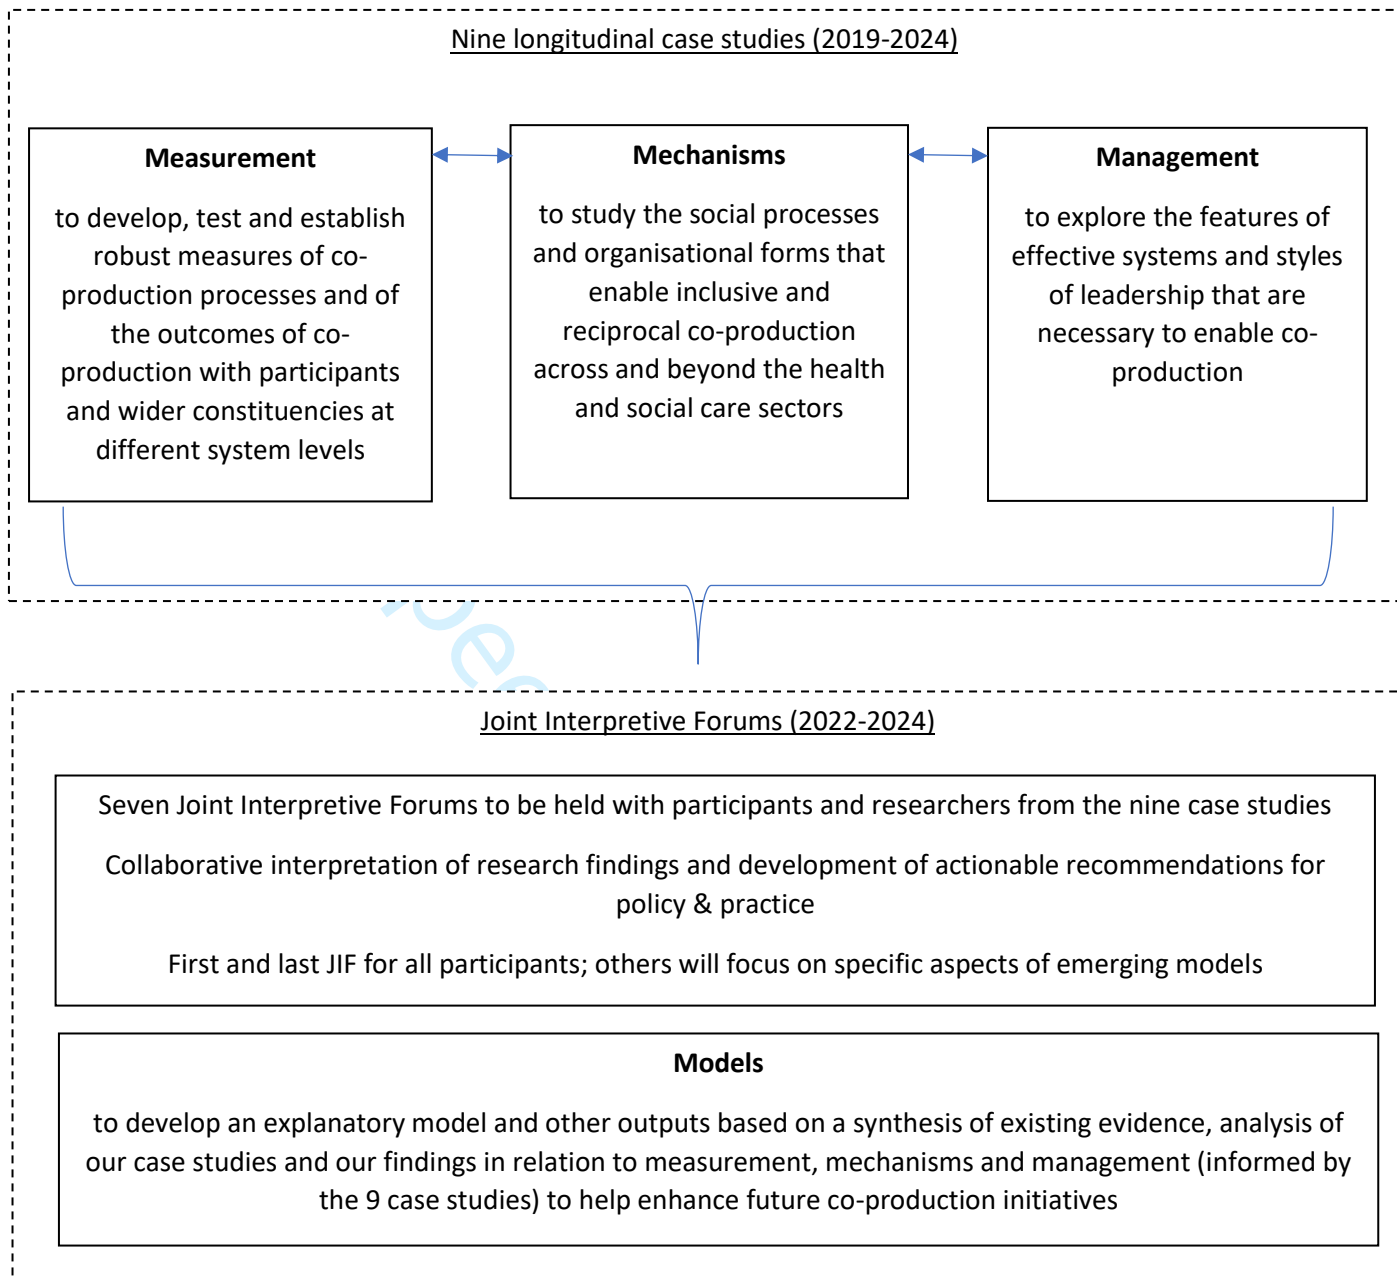 Nine longitudinal case studies (2019-2024)
Measurement
to develop, test and establish
robust measures of co-
production processes and of
the outcomes of co-
production with participants
and wider constituencies at
different system levels
Mechanisms
to study the social processes
and organisational forms that
enable inclusive and
reciprocal co-production
across and beyond the health
and social care sectors
Management
to explore the features of
effective systems and styles
of leadership that are
necessary to enable co-
production
Joint Interpretive Forums (2022-2024)
Seven Joint Interpretive Forums to be held with participants and researchers from the nine case studies
Collaborative interpretation of research findings and development of actionable recommendations for
policy & practice
First and last JIF for all participants; others will focus on specific aspects of emerging models
Models
to develop an explanatory model and other outputs based on a synthesis of existing evidence, analysis of
our case studies and our findings in relation to measurement, mechanisms and management (informed by
the 9 case studies) to help enhance future co-production initiatives